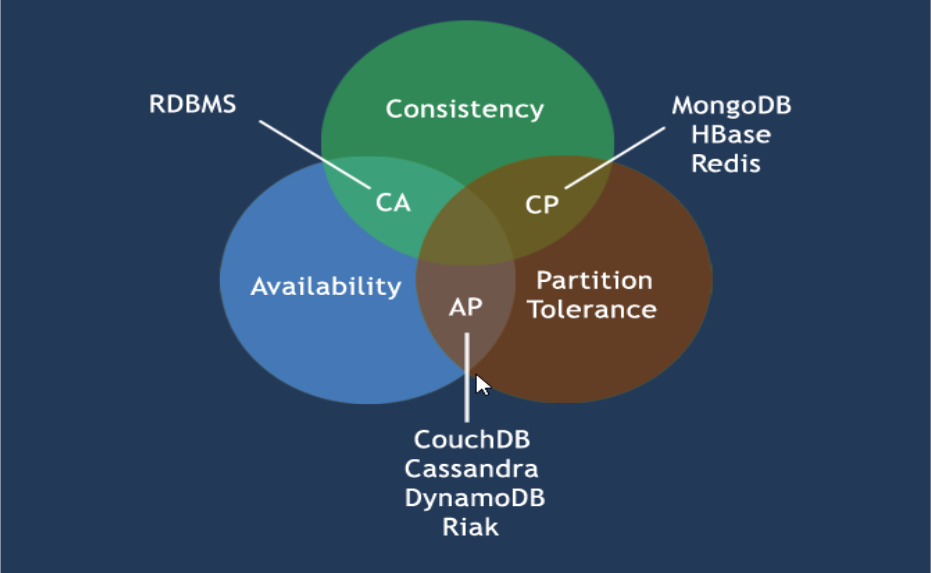 Consistency
RDBMS
MongoDB
HBase
Redis
CA
CP
Availability
Partition
Tolerance
AP
CouchDB
Cassandra
DynamoDB
Riak